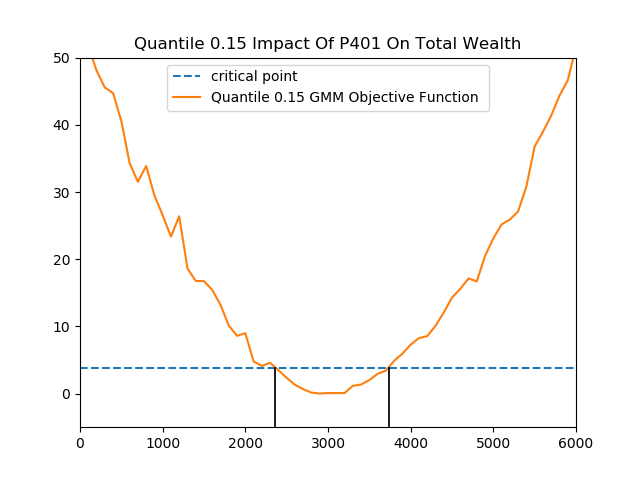 Quantile 0.15 Impact Of P401 On Total Wealth
critical point
Quantile 0.15 GMM Objective Function
50
40
30
20
10
0
0 1000 2000 3000 4000 5000 6000